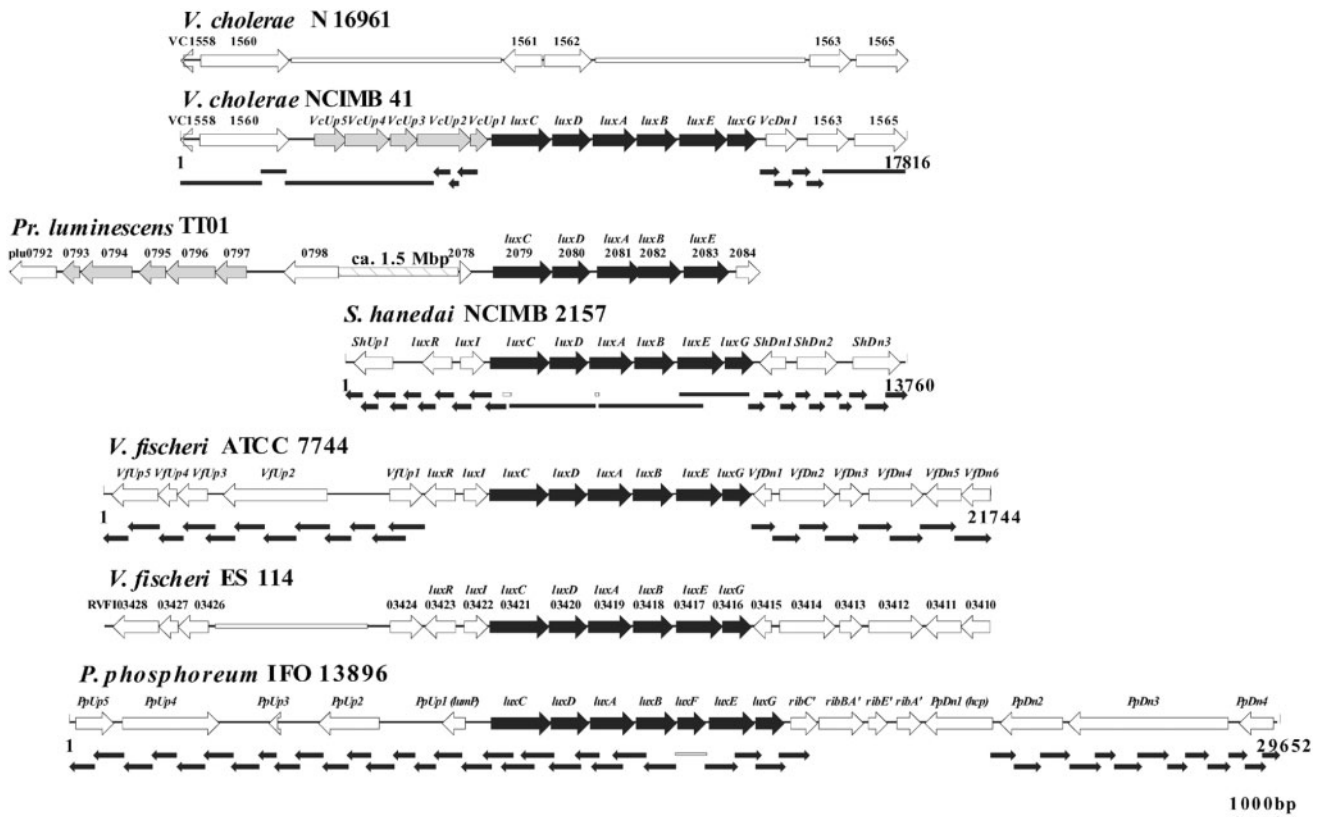 V. cholerae N 16961
VC1558 1560 1561 1562 1563 1565
V. cholerae NCIMB 41
VC1558 1560 VcUp5 VcUp4 VcUp3 VcUp2 VcUp1 luxC luxD luxA luxB luxE luxG VcDn1 1563 1565
1 17816
Pr. luminescens TT01
luxC luxD luxA luxB luxE
plu0792 0793 0794 0795 0796 0797 0798 ca. 1.5 Mbp 2078 2079 2080 2081 2082 2083 2084
S. hanedai NCIMB 2157
ShUp1 luxR luxI luxC luxD luxA luxB luxE luxG ShDn1 ShDn2 ShDn3
1 13760
V. fischeri ATCC 7744
VfUp5 VfUp4 VfUp3 VfUp2 VfUp1 luxR luxI luxC luxD luxA luxB luxE luxG VfDn1 VfDn2 VfDn3 VfDn4 VfDn5 VfDn6
1 21744
V. fischeri ES 114
luxR luxI luxC luxD luxA luxB luxE luxG
RVFI03428 03427 03426 03424 03423 03422 03421 03420 03419 03418 03417 03416 03415 03414 03413 03412 03411 03410
P. phosphoreum IFO 13896
PpUp5 PpUp4 PpUp3 PpUp2 PpUp1 (lumP) luxC luxD luxA luxB luxF luxE luxG ribC' ribBA' ribE' ribA' PpDn1 (hcp) PpDn2 PpDn3 PpDn4
1 29652
1000bp